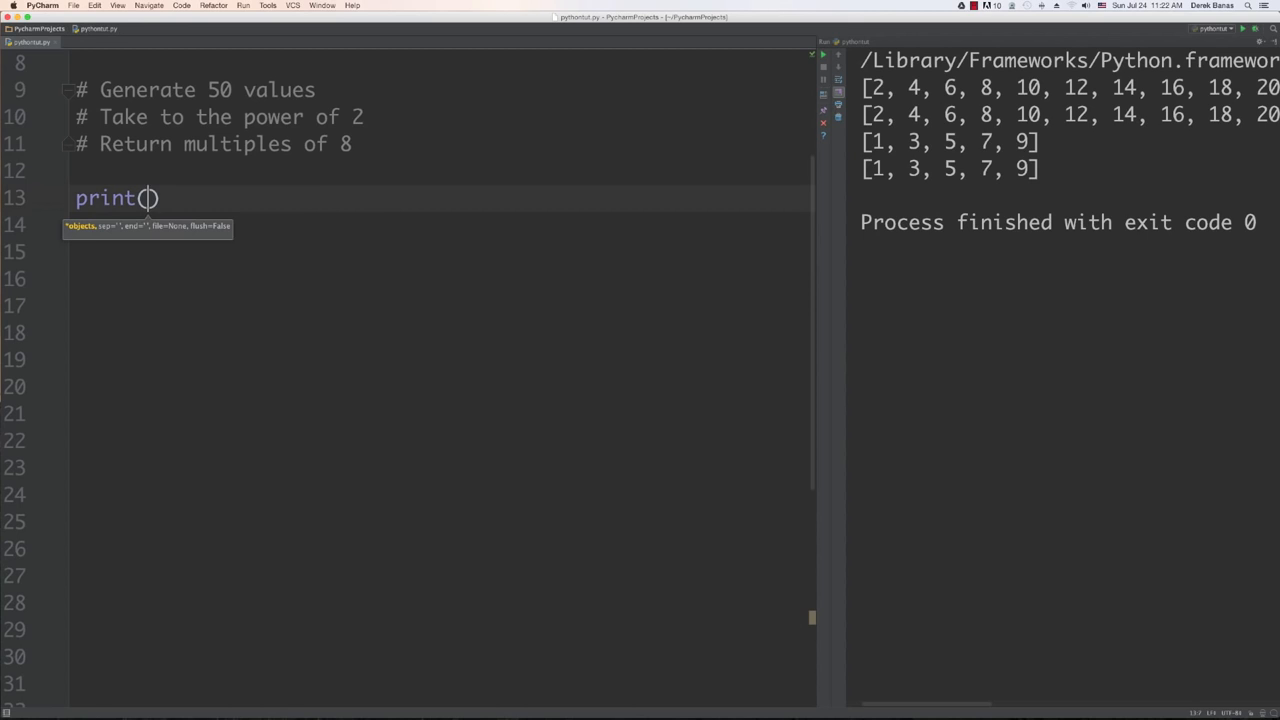 PyCharm File Edit View Navigate Code Refactor Run Tools VCS Window Help 10 Sun Jul 24 11:22 AM Derek Banas
pythontut.py - PycharmProjects - [~/PycharmProjects]
PycharmProjects pythontut.py pythontut
pythontut.py Run: pythontut
8
9 # Generate 50 values
10 # Take to the power of 2
11 # Return multiples of 8
12
13 print()
*objects, sep=' ', end='', file=None, flush=False
14
15
16
17
18
19
20
21
22
23
24
25
26
27
28
29
30
31
/Library/Frameworks/Python.framewor
[2, 4, 6, 8, 10, 12, 14, 16, 18, 20
[2, 4, 6, 8, 10, 12, 14, 16, 18, 20
[1, 3, 5, 7, 9]
[1, 3, 5, 7, 9]
Process finished with exit code 0
13:7 LF÷ UTF-8÷